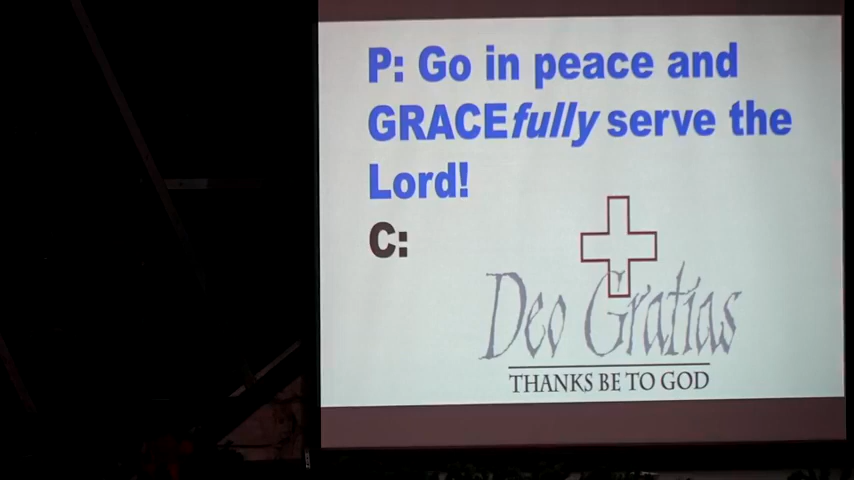 P: Go in peace and
GRACEfully serve the
Lord!
C:
Deo Gratias
THANKS BE TO GOD